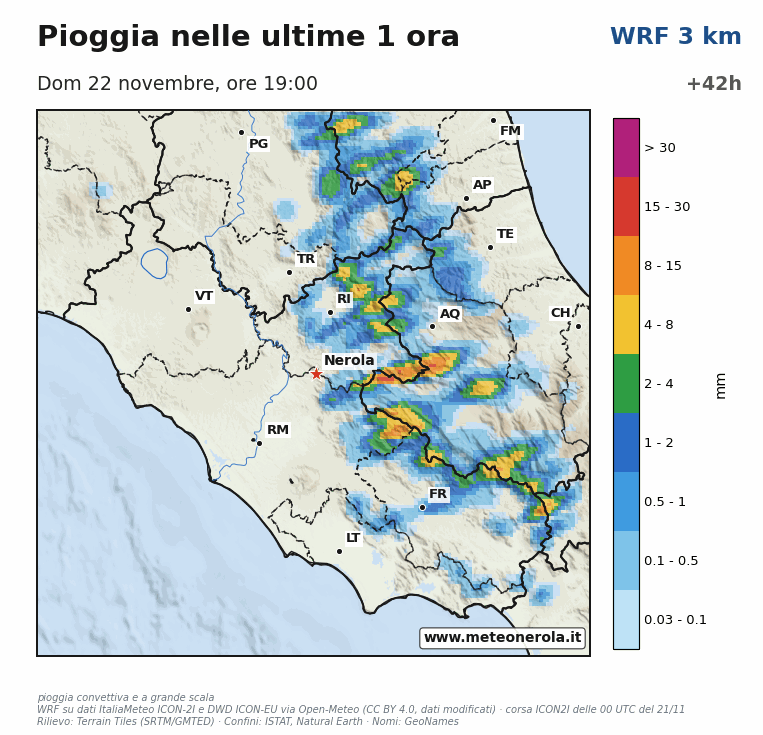 Pioggia nelle ultime 1 ora
WRF 3 km
Dom 22 novembre, ore 19:00
+42h
PG
FM
AP
TE
TR
VT
RI
AQ
CH
Nerola
RM
FR
LT
www.meteonerola.it
> 30
15 - 30
8 - 15
4 - 8
2 - 4
1 - 2
0.5 - 1
0.1 - 0.5
0.03 - 0.1
mm
pioggia convettiva e a grande scala
WRF su dati ItaliaMeteo ICON-2I e DWD ICON-EU via Open-Meteo (CC BY 4.0, dati modificati) · corsa ICON2I delle 00 UTC del 21/11
Rilievo: Terrain Tiles (SRTM/GMTED) · Confini: ISTAT, Natural Earth · Nomi: GeoNames